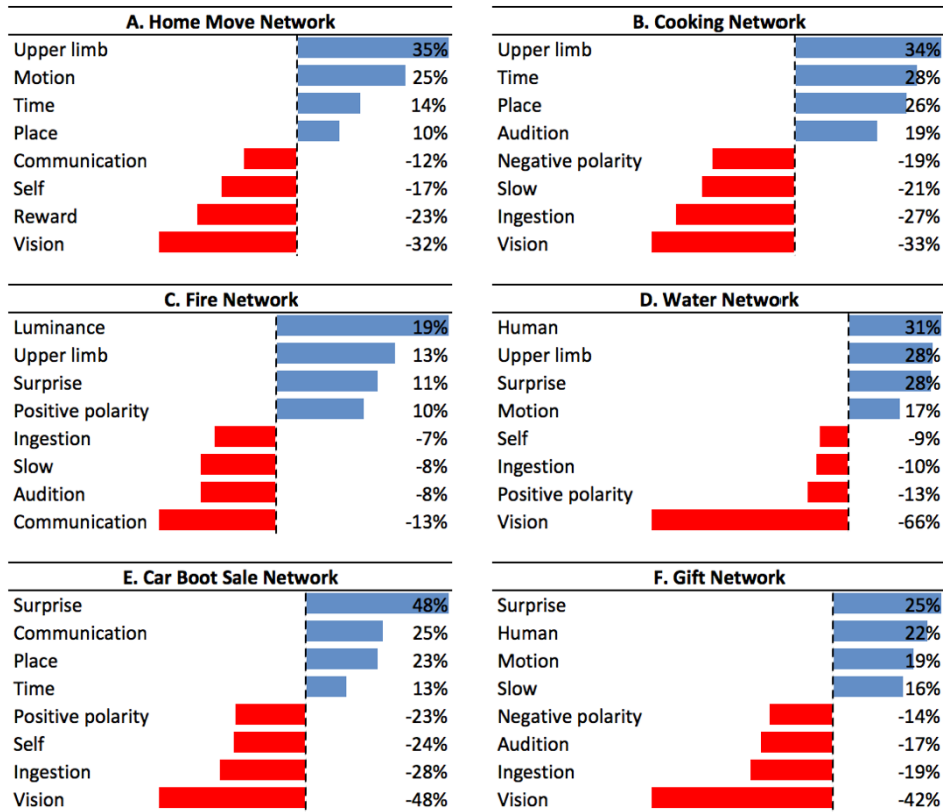 A. Home Move Network
Upper limb 35%
Motion 25%
Time 14%
Place 10%
Communication -12%
Self -17%
Reward -23%
Vision -32%
B. Cooking Network
Upper limb 34%
Time 28%
Place 26%
Audition 19%
Negative polarity -19%
Slow -21%
Ingestion -27%
Vision -33%
C. Fire Network
Luminance 19%
Upper limb 13%
Surprise 11%
Positive polarity 10%
Ingestion -7%
Slow -8%
Audition -8%
Communication -13%
D. Water Network
Human 31%
Upper limb 28%
Surprise 28%
Motion 17%
Self -9%
Ingestion -10%
Positive polarity -13%
Vision -66%
E. Car Boot Sale Network
Surprise 48%
Communication 25%
Place 23%
Time 13%
Positive polarity -23%
Self -24%
Ingestion -28%
Vision -48%
F. Gift Network
Surprise 25%
Human 22%
Motion 19%
Slow 16%
Negative polarity -14%
Audition -17%
Ingestion -19%
Vision -42%